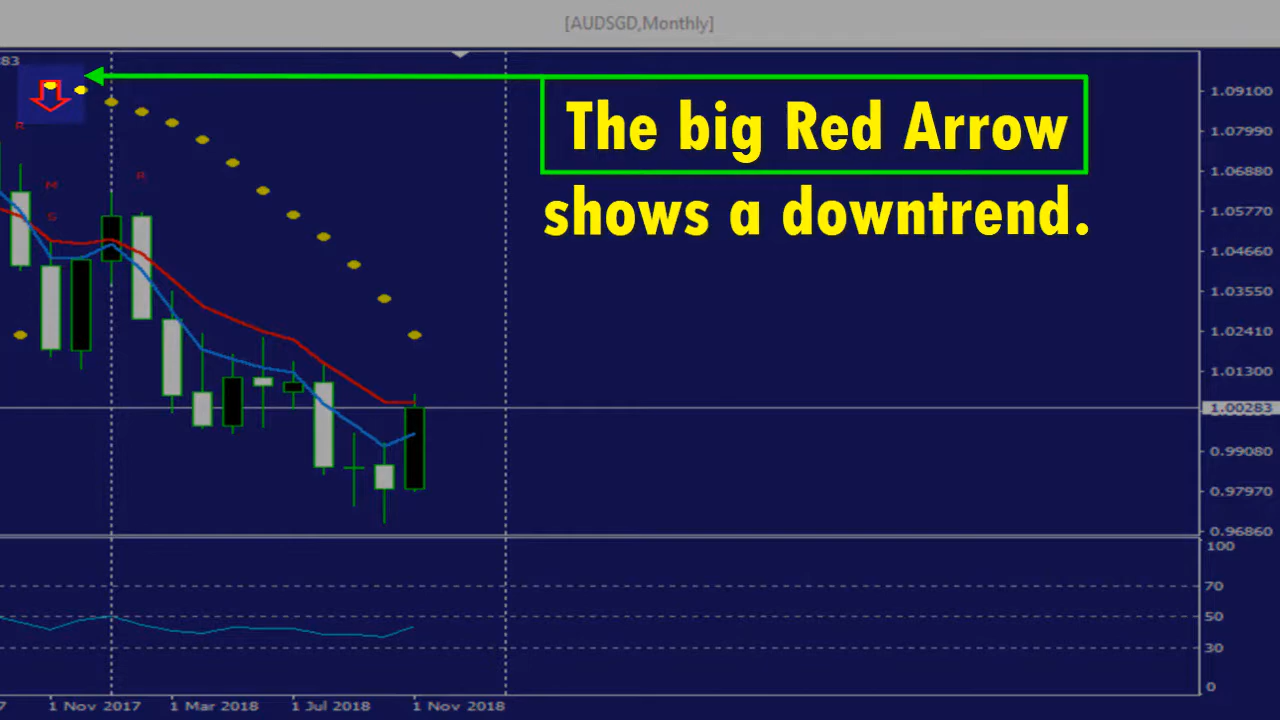 [AUDSGD,Monthly]
83
The big Red Arrow
shows a downtrend.
R
M
S
R
1.09100
1.07990
1.06880
1.05770
1.04660
1.03550
1.02410
1.01300
1.00283
0.99080
0.97970
0.96860
100
70
50
30
0
7
1 Nov 2017
1 Mar 2018
1 Jul 2018
1 Nov 2018